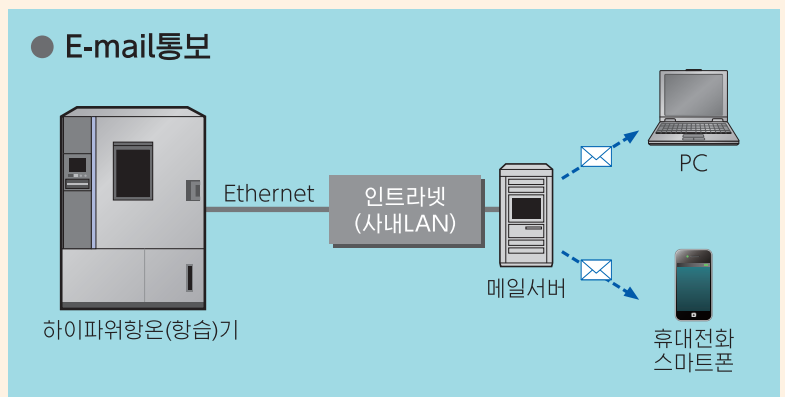 ● E-mail통보
Ethernet
인트라넷
(사내LAN)
PC
메일서버
하이파워항온(항습)기
휴대전화
스마트폰